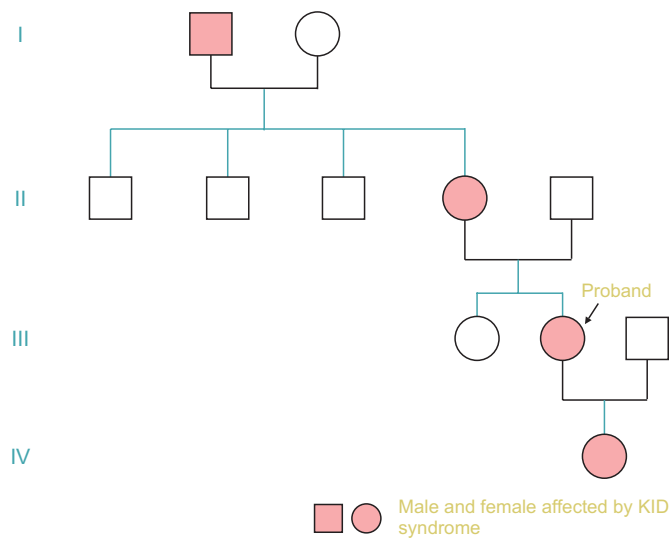 I
II
Proband
III
IV
Male and female affected by KID
syndrome